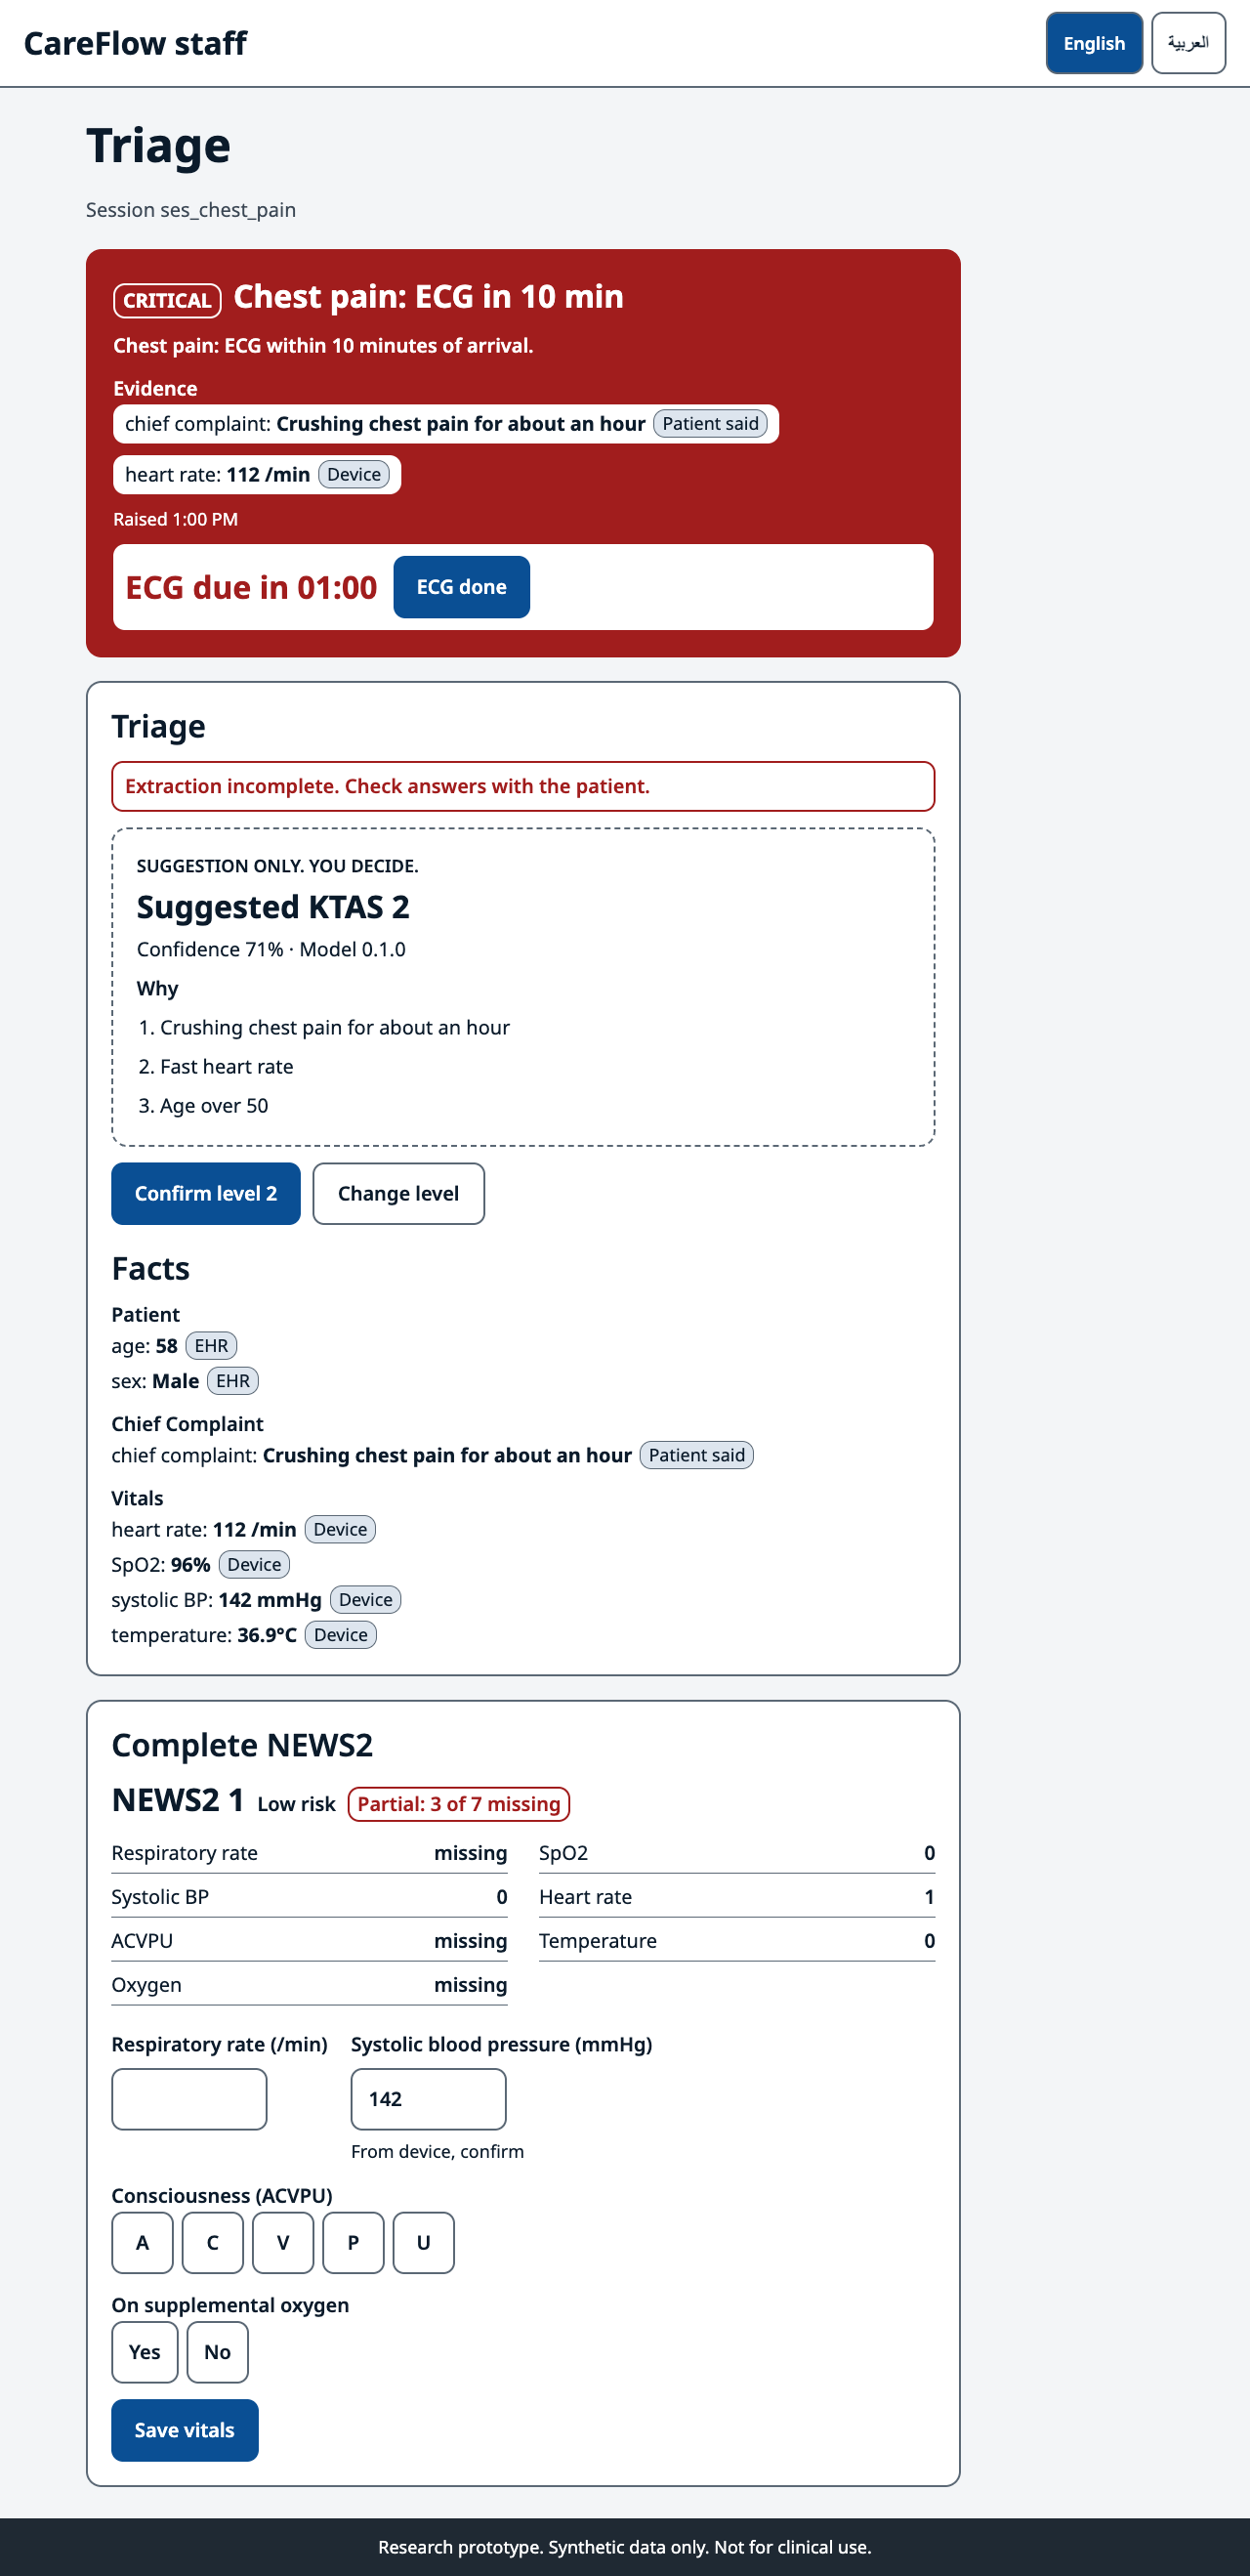 CareFlow staff
English
العربية
Triage
Session ses_chest_pain
CRITICAL Chest pain: ECG in 10 min
Chest pain: ECG within 10 minutes of arrival.
Evidence
chief complaint: Crushing chest pain for about an hour Patient said
heart rate: 112 /min Device
Raised 1:00 PM
ECG due in 01:00 ECG done
Triage
Extraction incomplete. Check answers with the patient.
SUGGESTION ONLY. YOU DECIDE.
Suggested KTAS 2
Confidence 71% · Model 0.1.0
Why
1. Crushing chest pain for about an hour
2. Fast heart rate
3. Age over 50
Confirm level 2 Change level
Facts
Patient
age: 58 EHR
sex: Male EHR
Chief Complaint
chief complaint: Crushing chest pain for about an hour Patient said
Vitals
heart rate: 112 /min Device
SpO2: 96% Device
systolic BP: 142 mmHg Device
temperature: 36.9°C Device
Complete NEWS2
NEWS2 1 Low risk Partial: 3 of 7 missing
Respiratory rate missing
SpO2 0
Systolic BP 0
Heart rate 1
ACVPU missing
Temperature 0
Oxygen missing
Respiratory rate (/min)
Systolic blood pressure (mmHg)
142
From device, confirm
Consciousness (ACVPU)
A C V P U
On supplemental oxygen
Yes No
Save vitals
Research prototype. Synthetic data only. Not for clinical use.